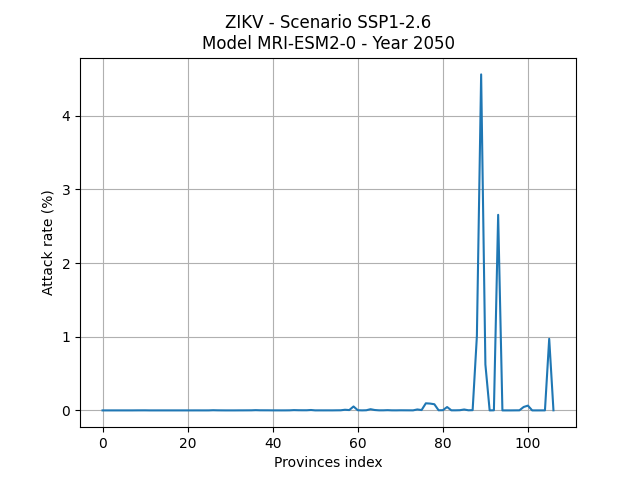 ZIKV - Scenario SSP1-2.6
Model MRI-ESM2-0 - Year 2050
Attack rate (%)
4
3
2
1
0
0 20 40 60 80 100
Provinces index